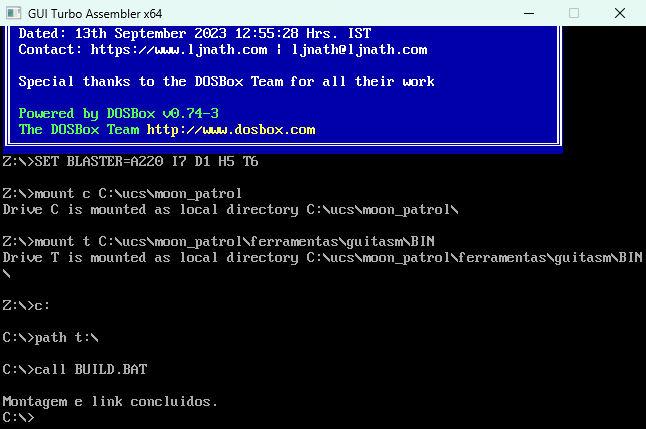 GUI Turbo Assembler x64
Dated: 13th September 2023 12:55:28 Hrs. IST
Contact: https://www.ljnath.com | ljnath@ljnath.com
Special thanks to the DOSBox Team for all their work
Powered by DOSBox v0.74-3
The DOSBox Team http://www.dosbox.com
Z:\>SET BLASTER=A220 I7 D1 H5 T6
Z:\>mount c C:\ucs\moon_patrol
Drive C is mounted as local directory C:\ucs\moon_patrol\
Z:\>mount t C:\ucs\moon_patrol\ferramentas\guitasm\BIN
Drive T is mounted as local directory C:\ucs\moon_patrol\ferramentas\guitasm\BIN
\
Z:\>c:
C:\>path t:\
C:\>call BUILD.BAT
Montagem e link concluidos.
C:\>